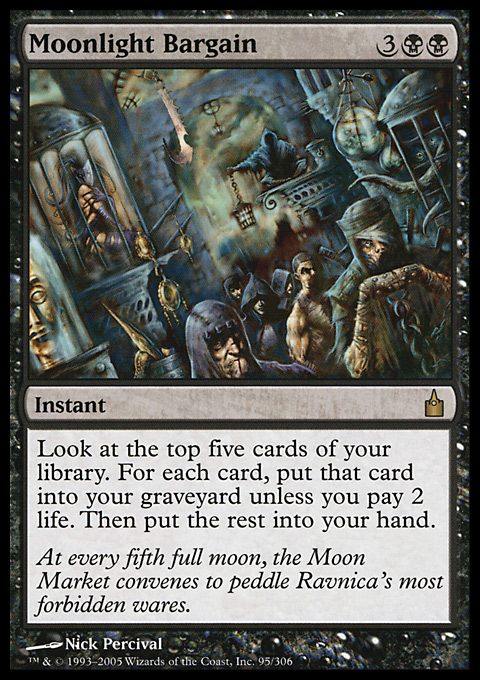 Moonlight Bargain 3
Instant
Look at the top five cards of your
library. For each card, put that card
into your graveyard unless you pay 2
life. Then put the rest into your hand.
At every fifth full moon, the Moon
Market convenes to peddle Ravnica's most
forbidden wares.
Nick Percival
™ & © 1993–2005 Wizards of the Coast, Inc. 95/306